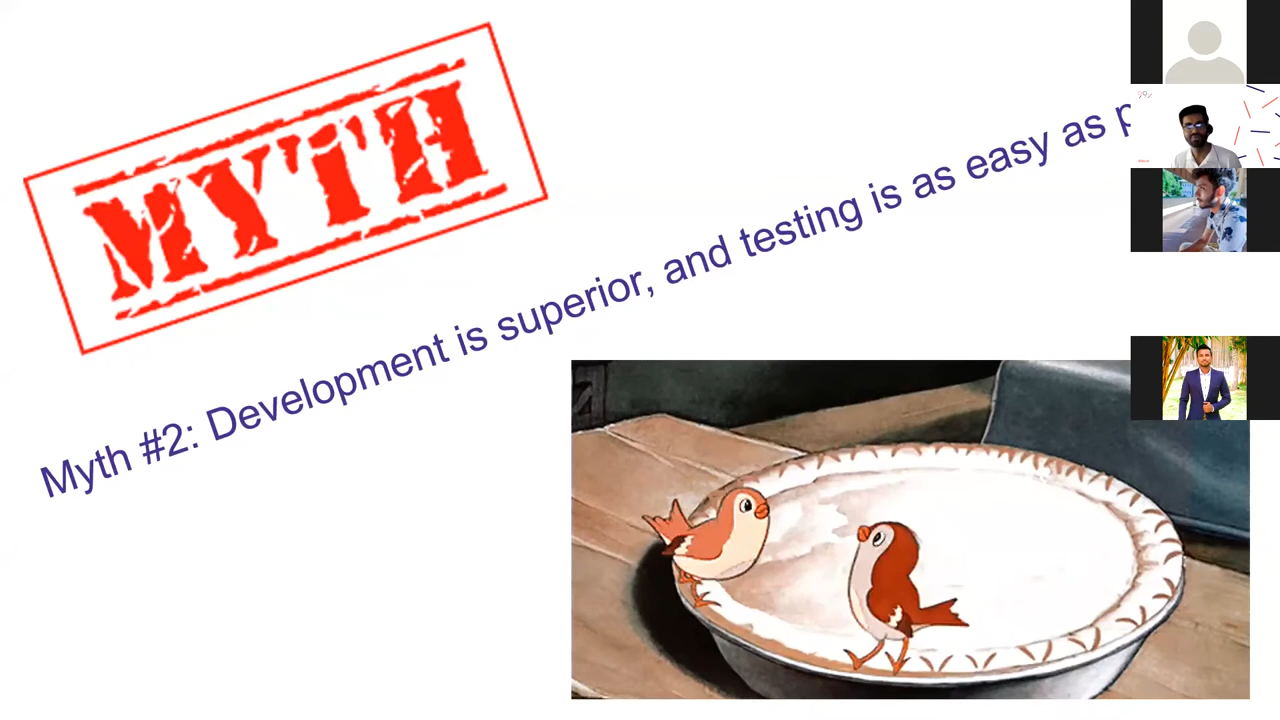 MYTH
Myth #2: Development is superior, and testing is as easy as p